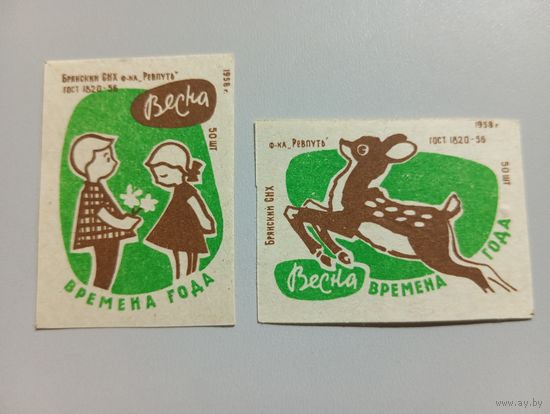 Брянский СНХ ф-ка „Ревпуть"
ГОСТ 1820-56
1958 г.
50 шт
Весна
ВРЕМЕНА ГОДА
1958 г
ф-ка „Ревпуть"
ГОСТ 1820-56
50 шт
Брянский СНХ
Весна
ВРЕМЕНА ГОДА
www.ay.by